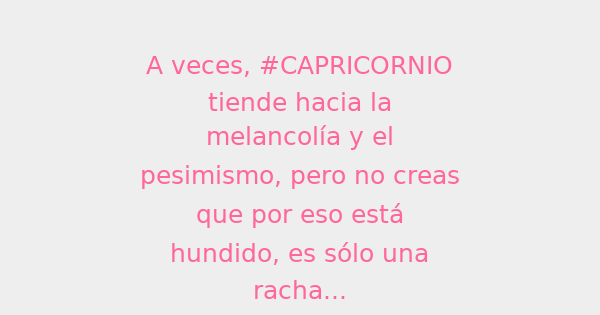 A veces, #CAPRICORNIO
tiende hacia la
melancolía y el
pesimismo, pero no creas
que por eso está
hundido, es sólo una
racha...